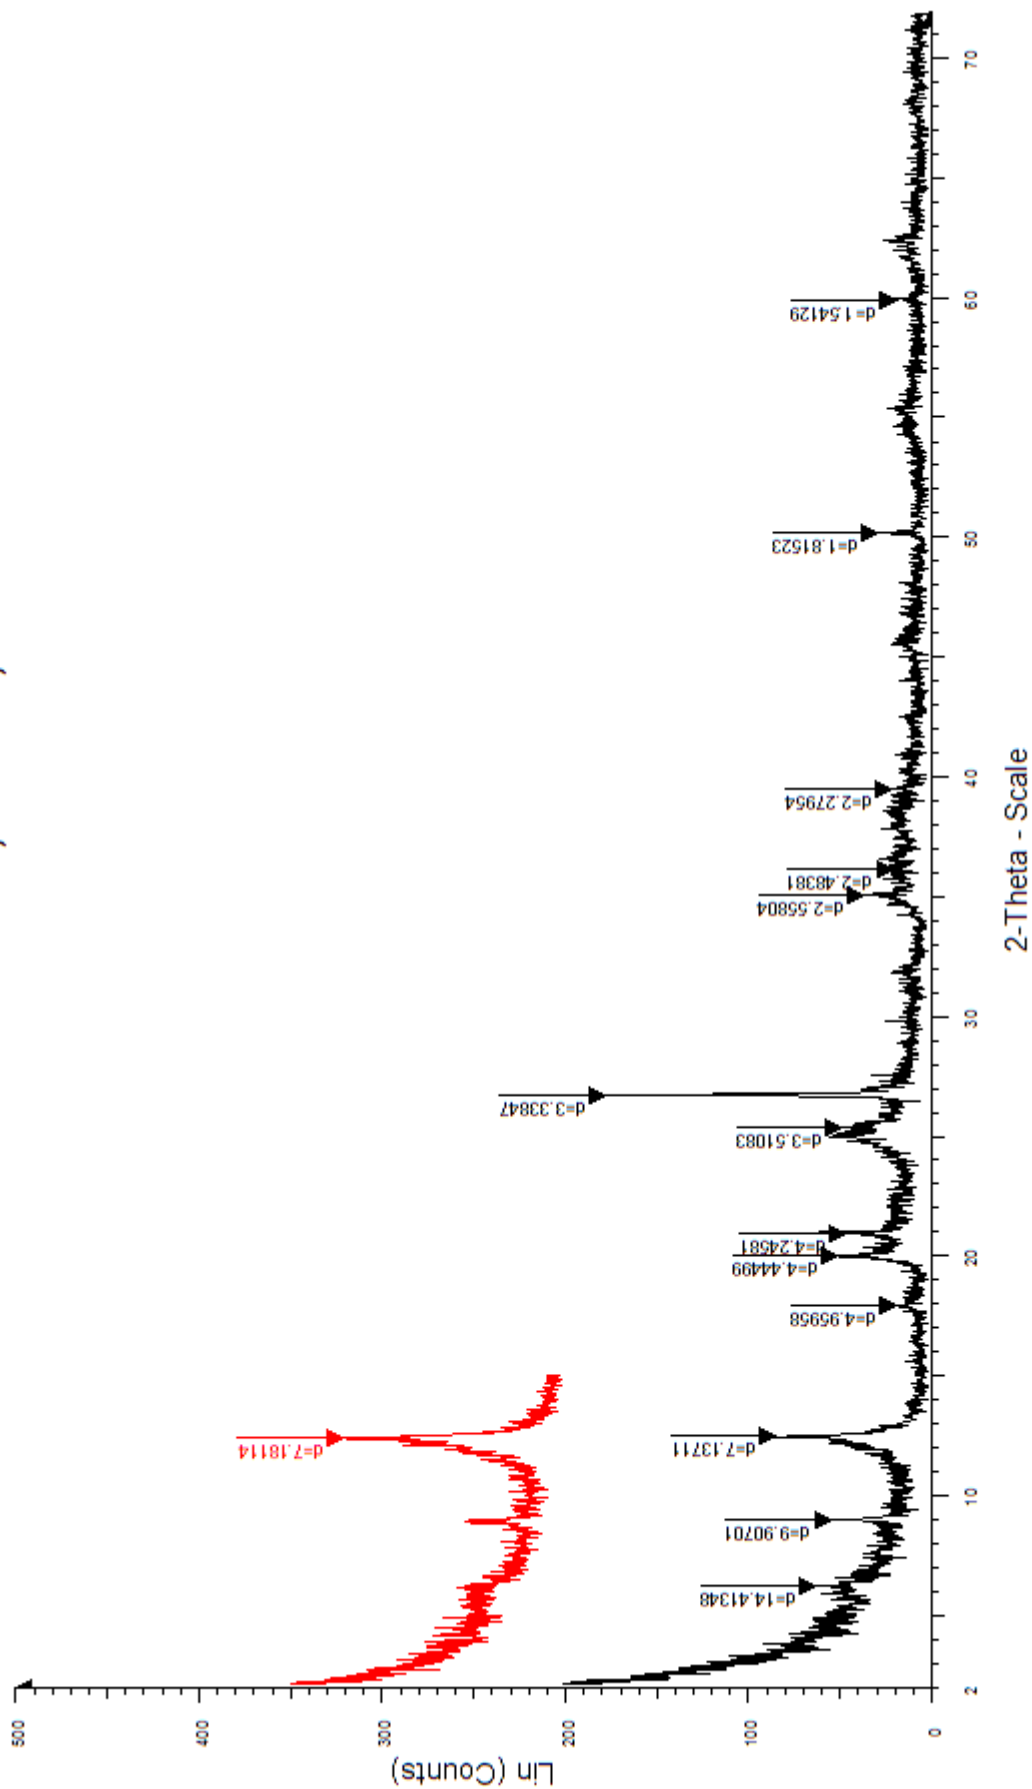 Lin (Counts)
500
400
300
200
100
0
d=7.18114
d=14.41348
d=9.90701
d=7.13711
d=4.95958
d=4.44499
d=4.24581
d=3.51083
d=3.33847
d=2.55804
d=2.48381
d=2.27954
d=1.81523
d=1.54129
2
10
20
30
40
50
60
70
2-Theta - Scale